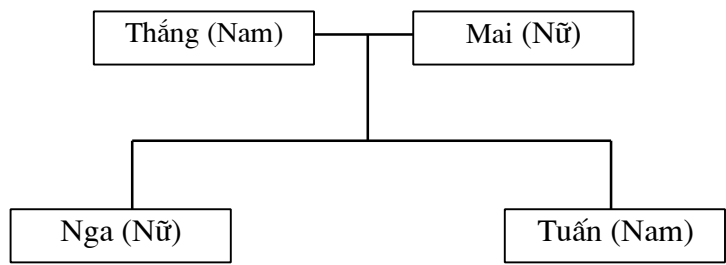 Thắng (Nam)
Mai (Nữ)
Nga (Nữ)
Tuấn (Nam)